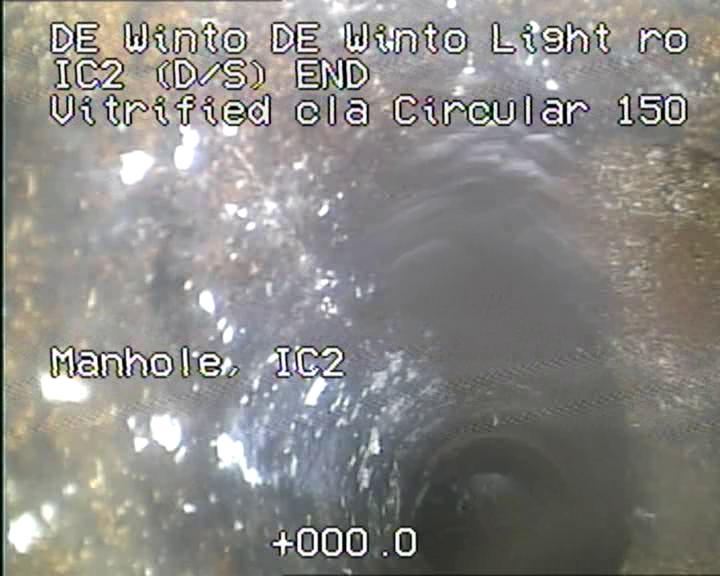 DE Winto DE Winto Light ro
IC2 (D/S) END
Vitrified cla Circular 150
Manhole, IC2
+000.0